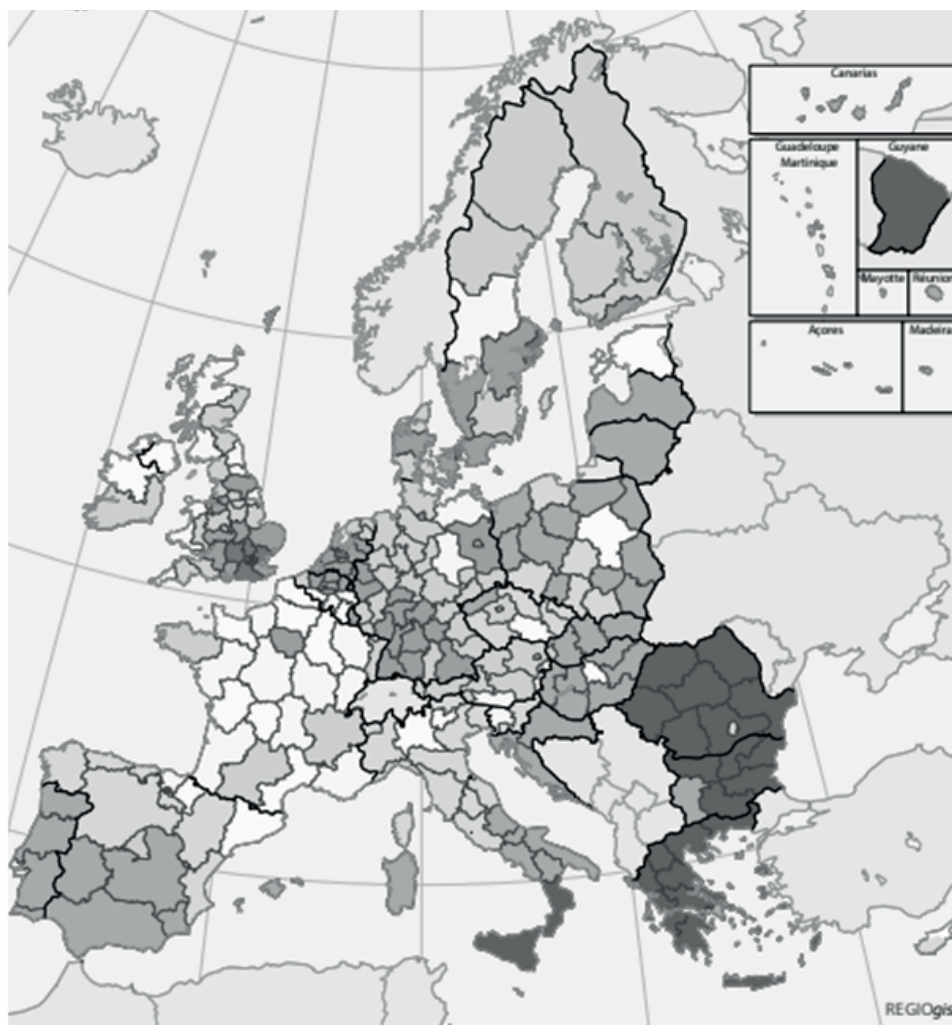 Canarias
Guadeloupe
Martinique
Guyane
Mayotte
Réunion
Açores
Madeira
REGIOgis